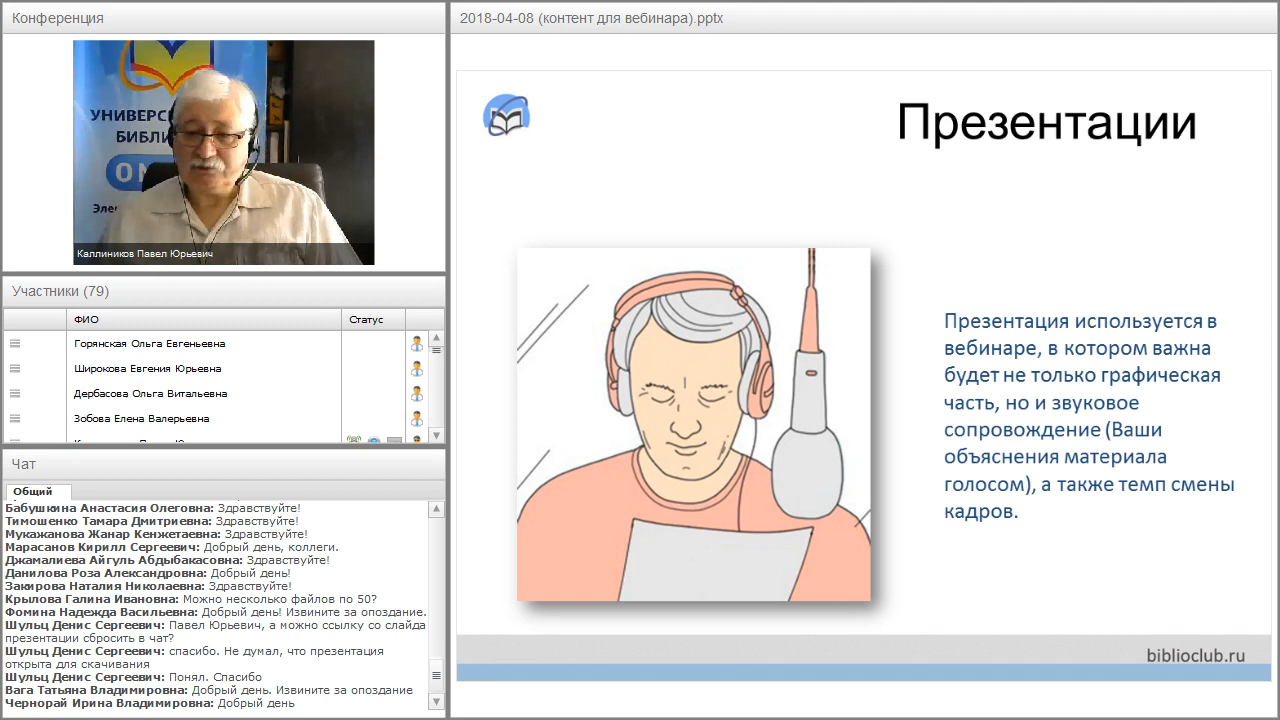 Конференция
УНИВЕРС
БИБЛИ
Эле
Каллиников Павел Юрьевич
Участники (79)
ФИО
Статус
Горянская Ольга Евгеньевна
Широкова Евгения Юрьевна
Дербасова Ольга Витальевна
Зобова Елена Валерьевна
Чат
Общий
Бабушкина Анастасия Олеговна: Здравствуйте!
Тимошенко Тамара Дмитриевна: Здравствуйте!
Мукажанова Жанар Кенжетаевна: Здравствуйте!
Марасанов Кирилл Сергеевич: Добрый день, коллеги.
Джамалиева Айгуль Абдыбакасовна: Здравствуйте!
Данилова Роза Александровна: Добрый день!
Закирова Наталия Николаевна: Здравствуйте!
Крылова Галина Ивановна: Можно несколько файлов по 50?
Фомина Надежда Васильевна: Добрый день! Извините за опоздание.
Шульц Денис Сергеевич: Павел Юрьевич, а можно ссылку со слайда
презентации сбросить в чат?
Шульц Денис Сергеевич: спасибо. Не думал, что презентация
открыта для скачивания
Шульц Денис Сергеевич: Понял. Спасибо
Вага Татьяна Владимировна: Добрый день. Извините за опоздание
Чернорай Ирина Владимировна: Добрый день
2018-04-08 (контент для вебинара).pptx
Презентации
Презентация используется в
вебинаре, в котором важна
будет не только графическая
часть, но и звуковое
сопровождение (Ваши
объяснения материала
голосом), а также темп смены
кадров.
biblioclub.ru